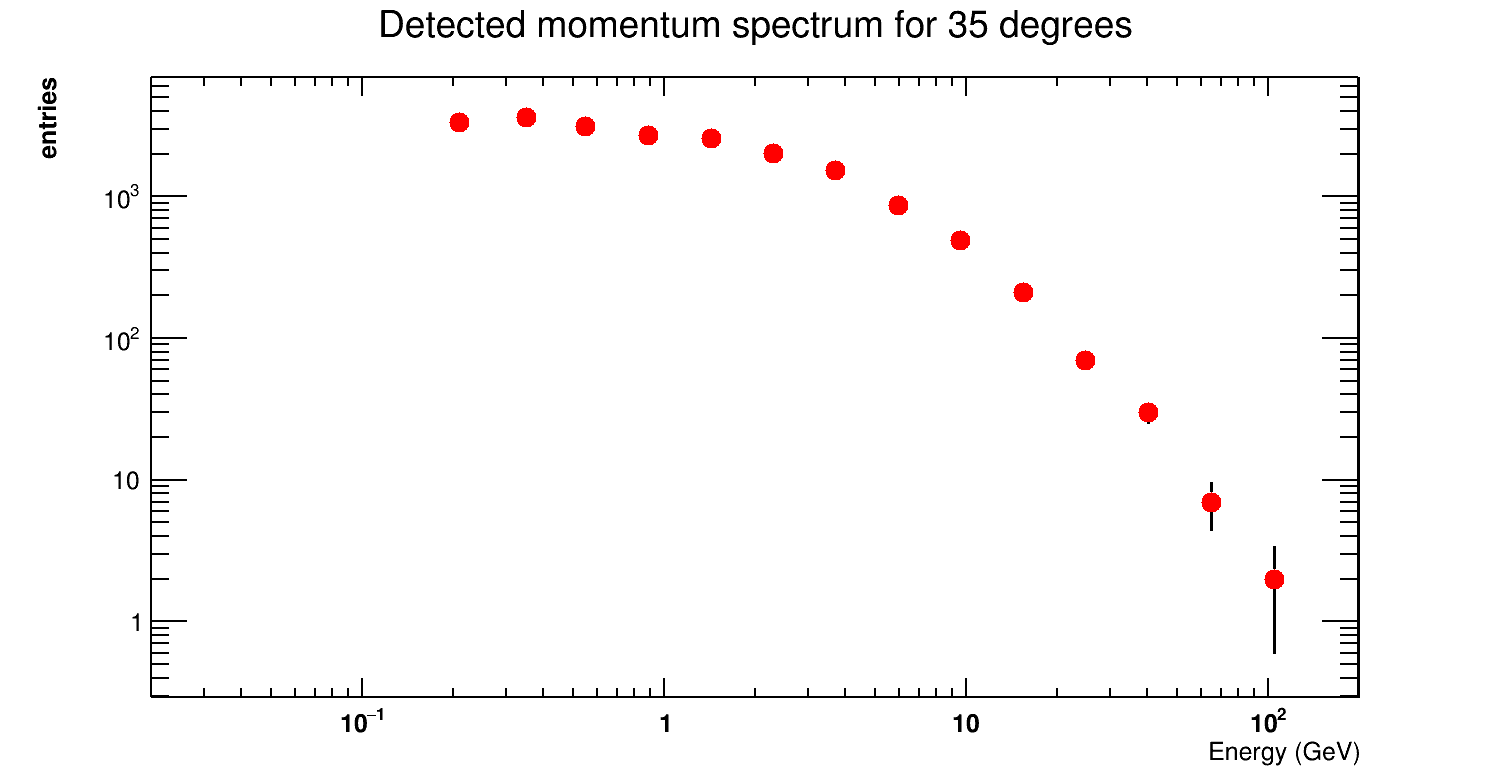 Detected momentum spectrum for 35 degrees
entries
10³
10²
10
1
10⁻¹
1
10
10²
Energy (GeV)